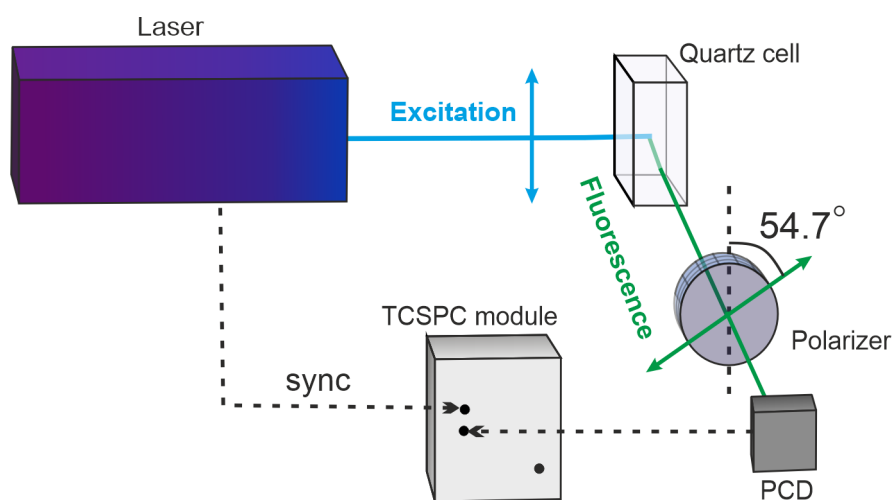 Laser
Quartz cell
Excitation
Fluorescence
54.7°
TCSPC module
Polarizer
sync
PCD